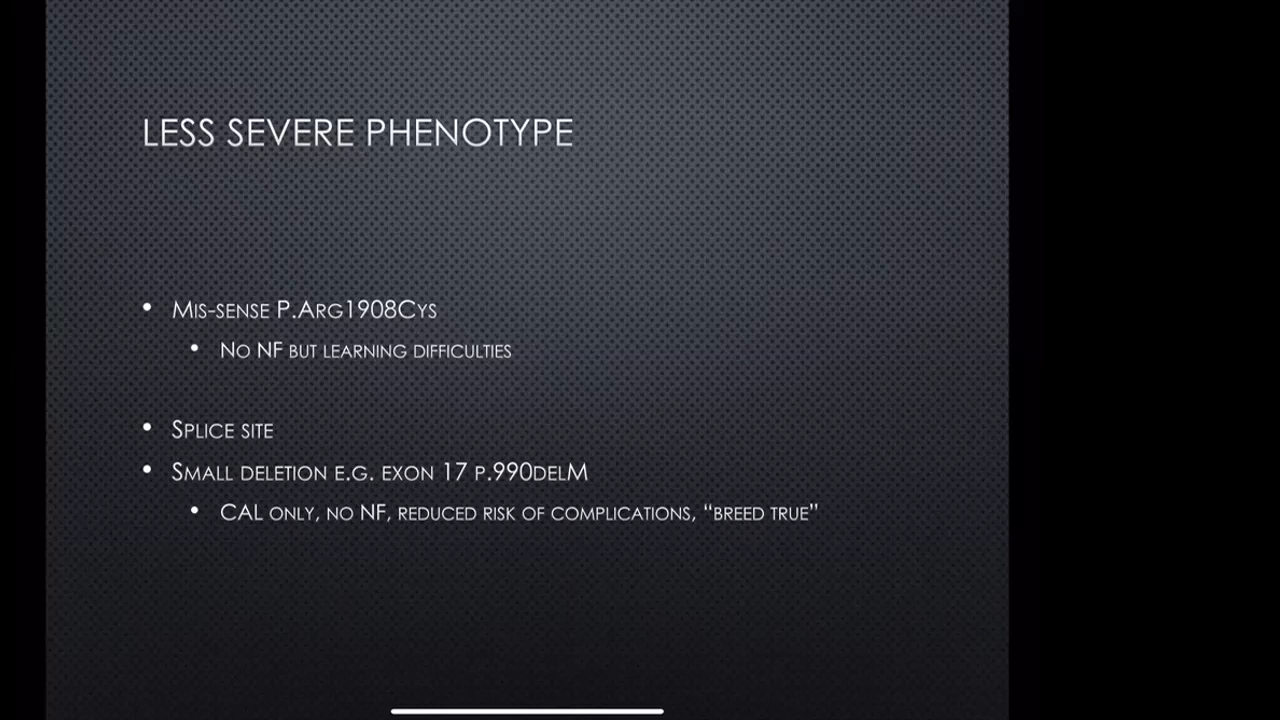 LESS SEVERE PHENOTYPE
• MIS-SENSE P.ARG1908CYS
• NO NF BUT LEARNING DIFFICULTIES
• SPLICE SITE
• SMALL DELETION E.G. EXON 17 P.990DELM
• CAL ONLY, NO NF, REDUCED RISK OF COMPLICATIONS, “BREED TRUE”